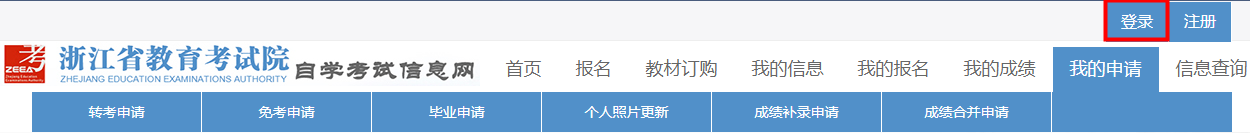 登录 注册
考 ZEEA Zhejiang Education Examinations Authority
浙江省教育考试院
ZHEJIANG EDUCATION EXAMINATIONS AUTHORITY
自学考试信息网
首页 报名 教材订购 我的信息 我的报名 我的成绩 我的申请 信息查询
转考申请 免考申请 毕业申请 个人照片更新 成绩补录申请 成绩合并申请